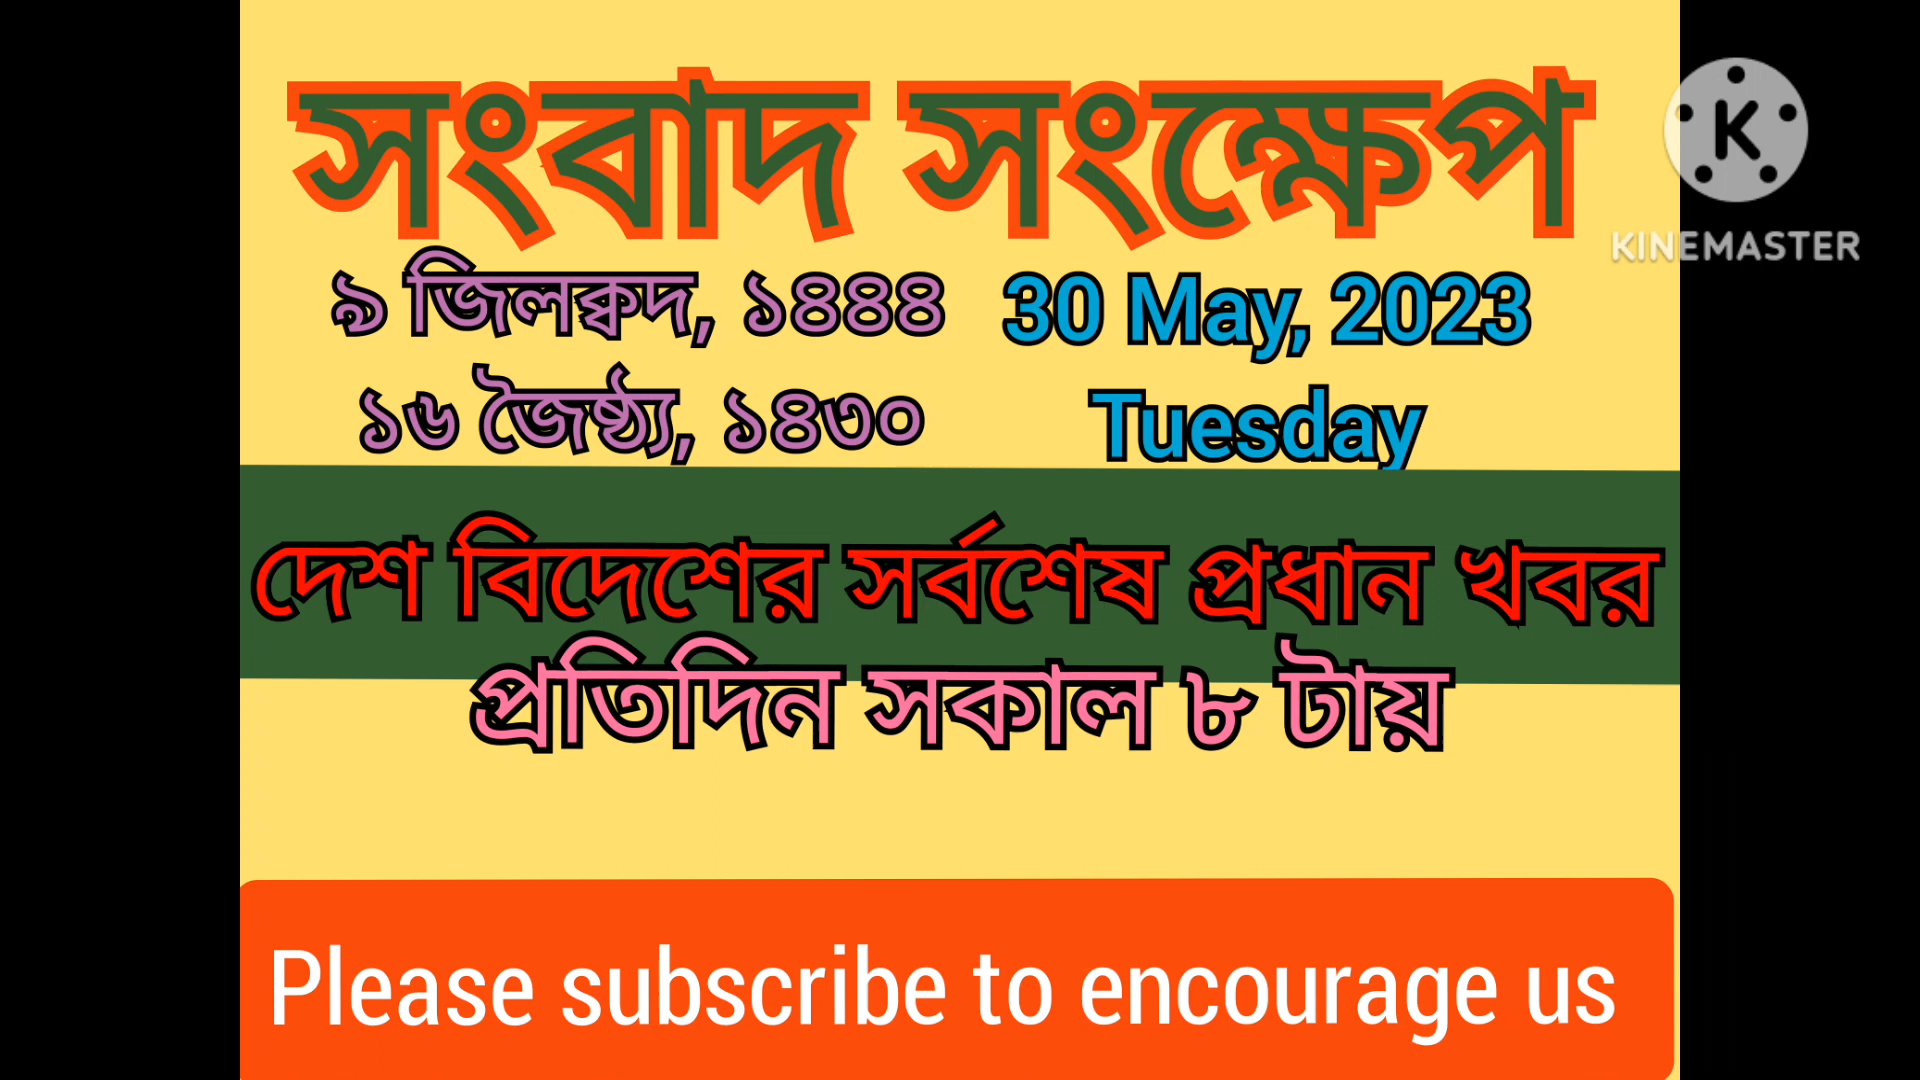 সংবাদ সংক্ষেপ
৯ জিলক্বদ, ১৪৪৪ 30 May, 2023
১৬ জৈষ্ঠ্য, ১৪৩০ Tuesday
দেশ বিদেশের সর্বশেষ প্রধান খবর
প্রতিদিন সকাল ৮ টায়
Please subscribe to encourage us
K
KINEMASTER